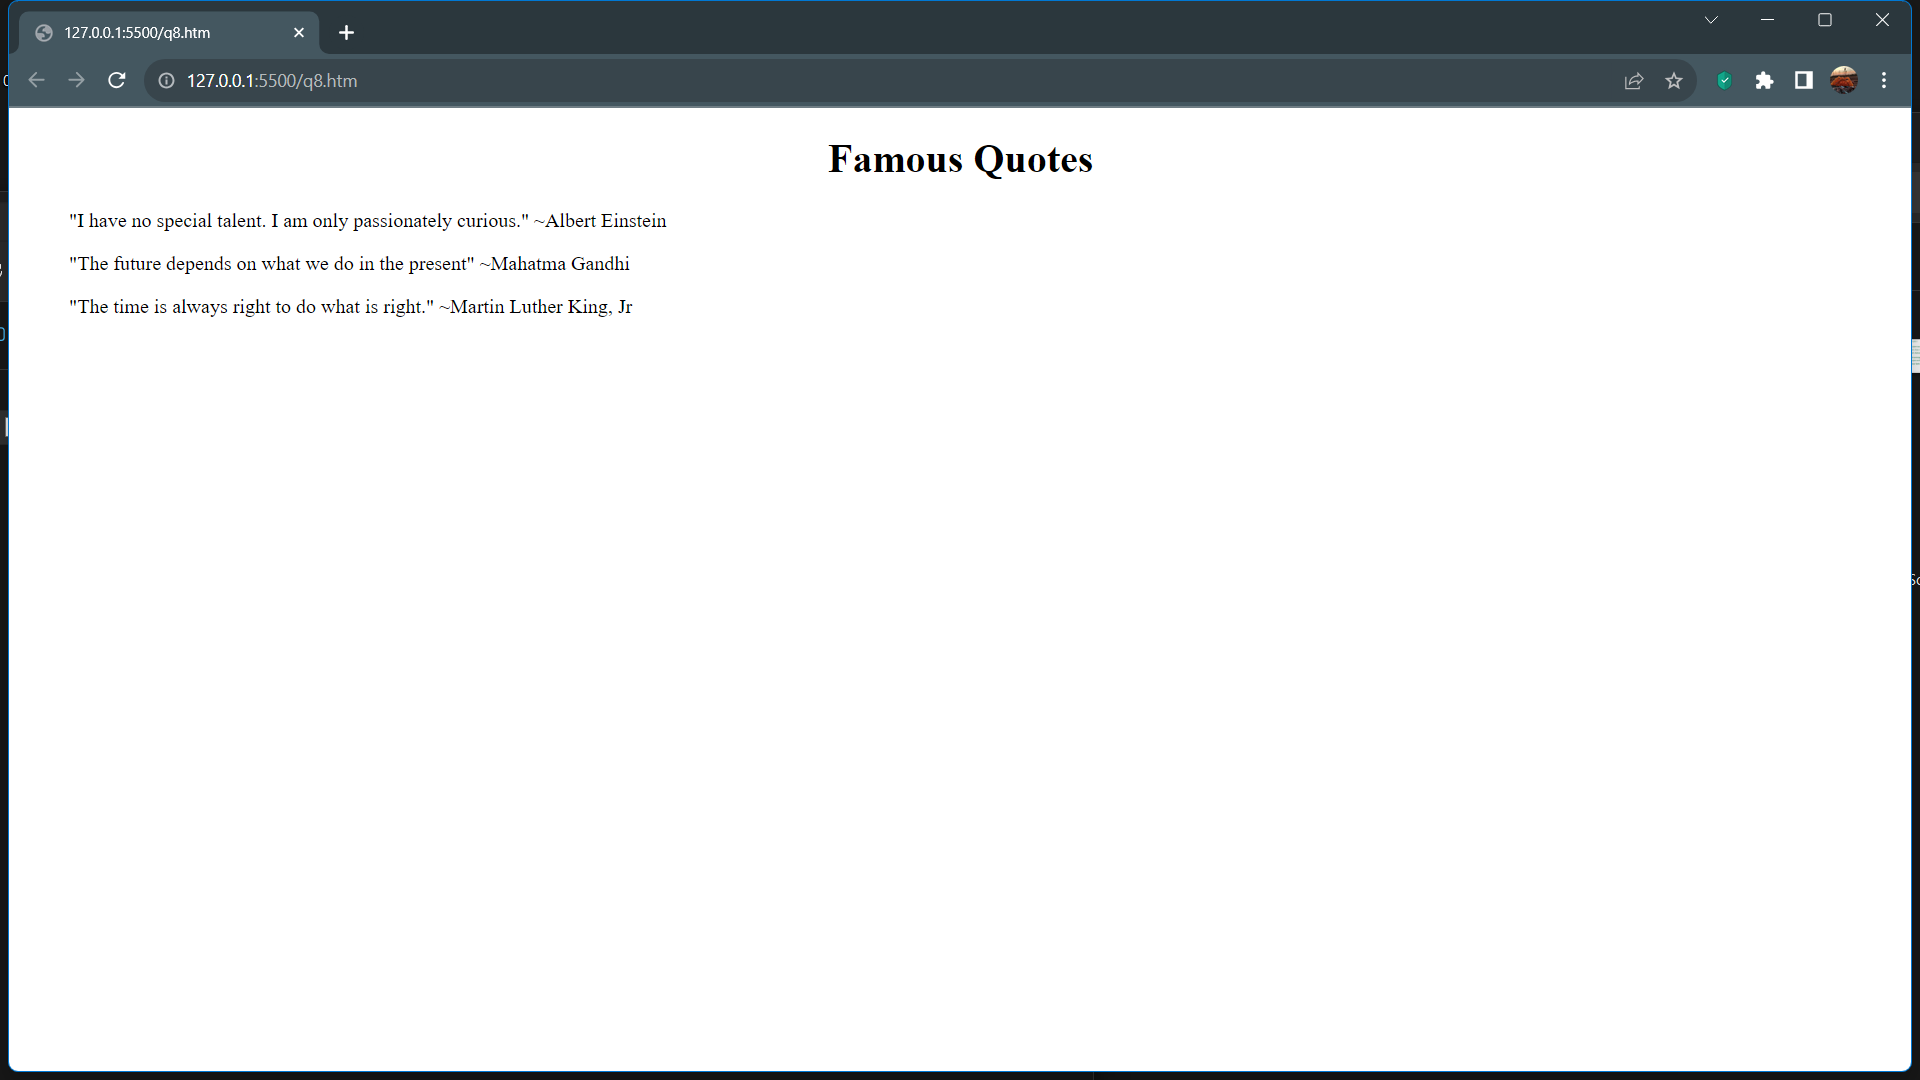 127.0.0.1:5500/q8.htm
127.0.0.1:5500/q8.htm
Famous Quotes
"I have no special talent. I am only passionately curious." ~Albert Einstein
"The future depends on what we do in the present" ~Mahatma Gandhi
"The time is always right to do what is right." ~Martin Luther King, Jr